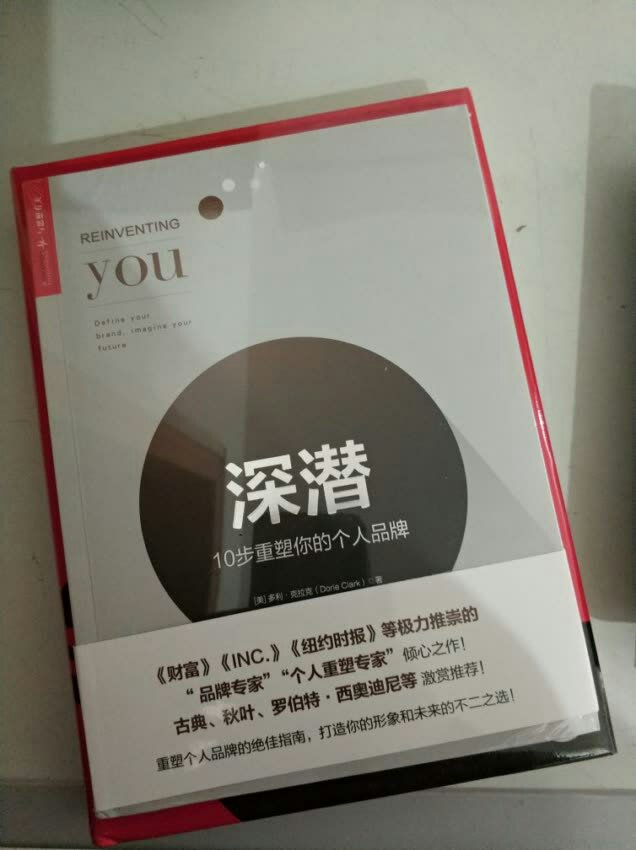 与思想有关
REINVENTING
you
Define your
brand, imagine your
future
深潜
10步重塑你的个人品牌
[美] 多利·克拉克（Dorie Clark）◎著
《财富》《INC.》《纽约时报》等极力推崇的
“品牌专家”“个人重塑专家” 倾心之作！
古典、秋叶、罗伯特·西奥迪尼等 激赏推荐！
重塑个人品牌的绝佳指南，打造你的形象和未来的不二之选！